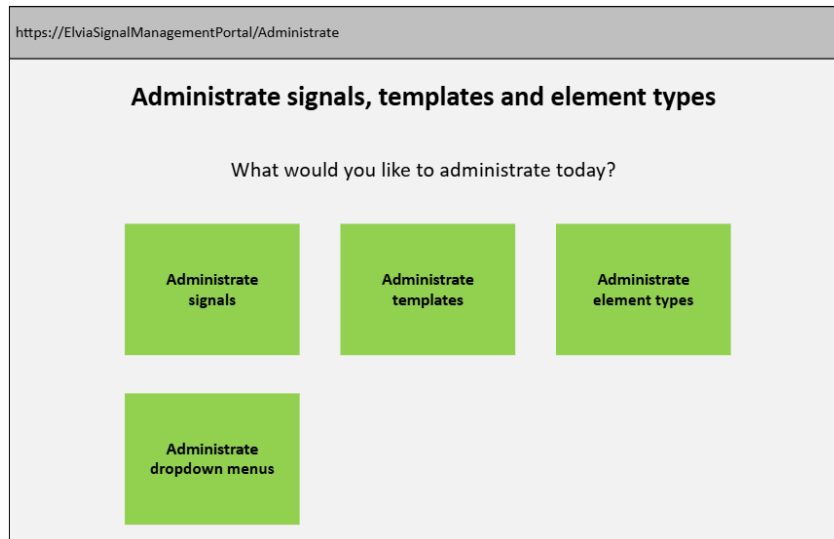 https://ElviaSignalManagementPortal/Administrate
Administrate signals, templates and element types
What would you like to administrate today?
Administrate
signals
Administrate
templates
Administrate
element types
Administrate
dropdown menus